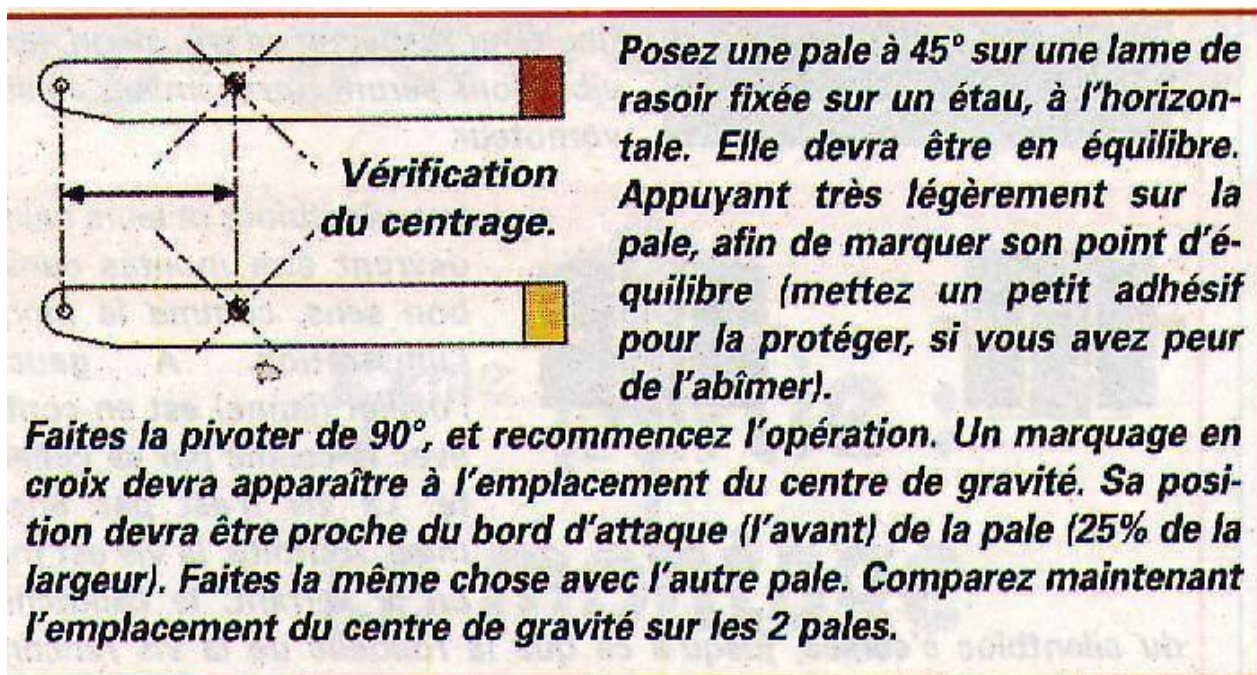 Posez une pale à 45° sur une lame de
rasoir fixée sur un étau, à l'horizon-
tale. Elle devra être en équilibre.
Appuyant très légèrement sur la
pale, afin de marquer son point d'é-
quilibre (mettez un petit adhésif
pour la protéger, si vous avez peur
de l'abîmer).
Vérification
du centrage.
Faites la pivoter de 90°, et recommencez l'opération. Un marquage en
croix devra apparaître à l'emplacement du centre de gravité. Sa posi-
tion devra être proche du bord d'attaque (l'avant) de la pale (25% de la
largeur). Faites la même chose avec l'autre pale. Comparez maintenant
l'emplacement du centre de gravité sur les 2 pales.